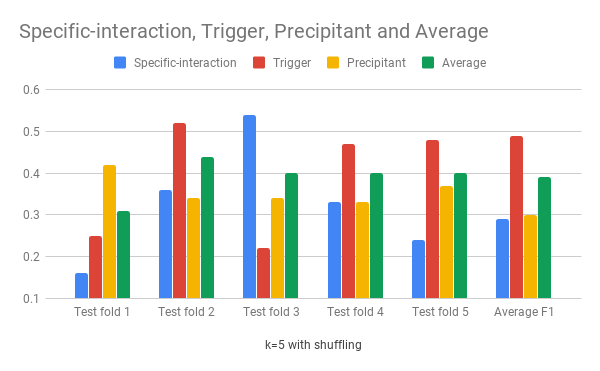 Specific-interaction, Trigger, Precipitant and Average
Specific-interaction Trigger Precipitant Average
0.6
0.5
0.4
0.3
0.2
0.1
Test fold 1 Test fold 2 Test fold 3 Test fold 4 Test fold 5 Average F1
k=5 with shuffling